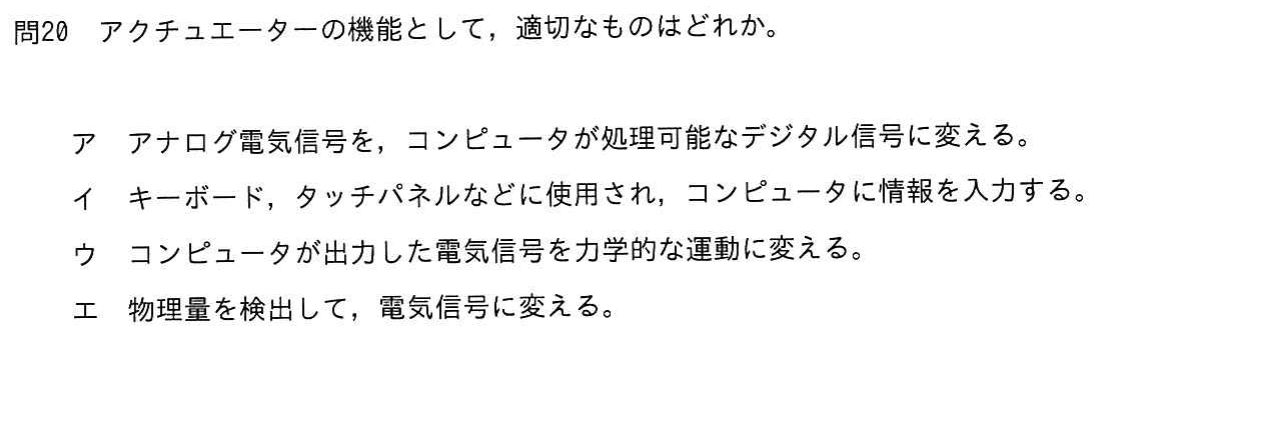 問20　アクチュエーターの機能として，適切なものはどれか。
ア　アナログ電気信号を，コンピュータが処理可能なデジタル信号に変える。
イ　キーボード，タッチパネルなどに使用され，コンピュータに情報を入力する。
ウ　コンピュータが出力した電気信号を力学的な運動に変える。
エ　物理量を検出して，電気信号に変える。